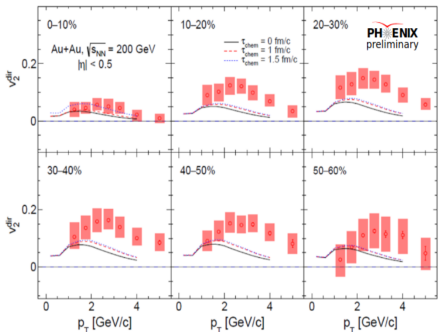 0–10%
10–20%
20–30%
Au+Au, √sNN = 200 GeV
|η| < 0.5
τchem = 0 fm/c
τchem = 1 fm/c
τchem = 1.5 fm/c
PHENIX
preliminary
v2dir
0.2
0
30–40%
40–50%
50–60%
v2dir
0.2
0
0 2 4 0 2 4 0 2 4
pT [GeV/c] pT [GeV/c] pT [GeV/c]